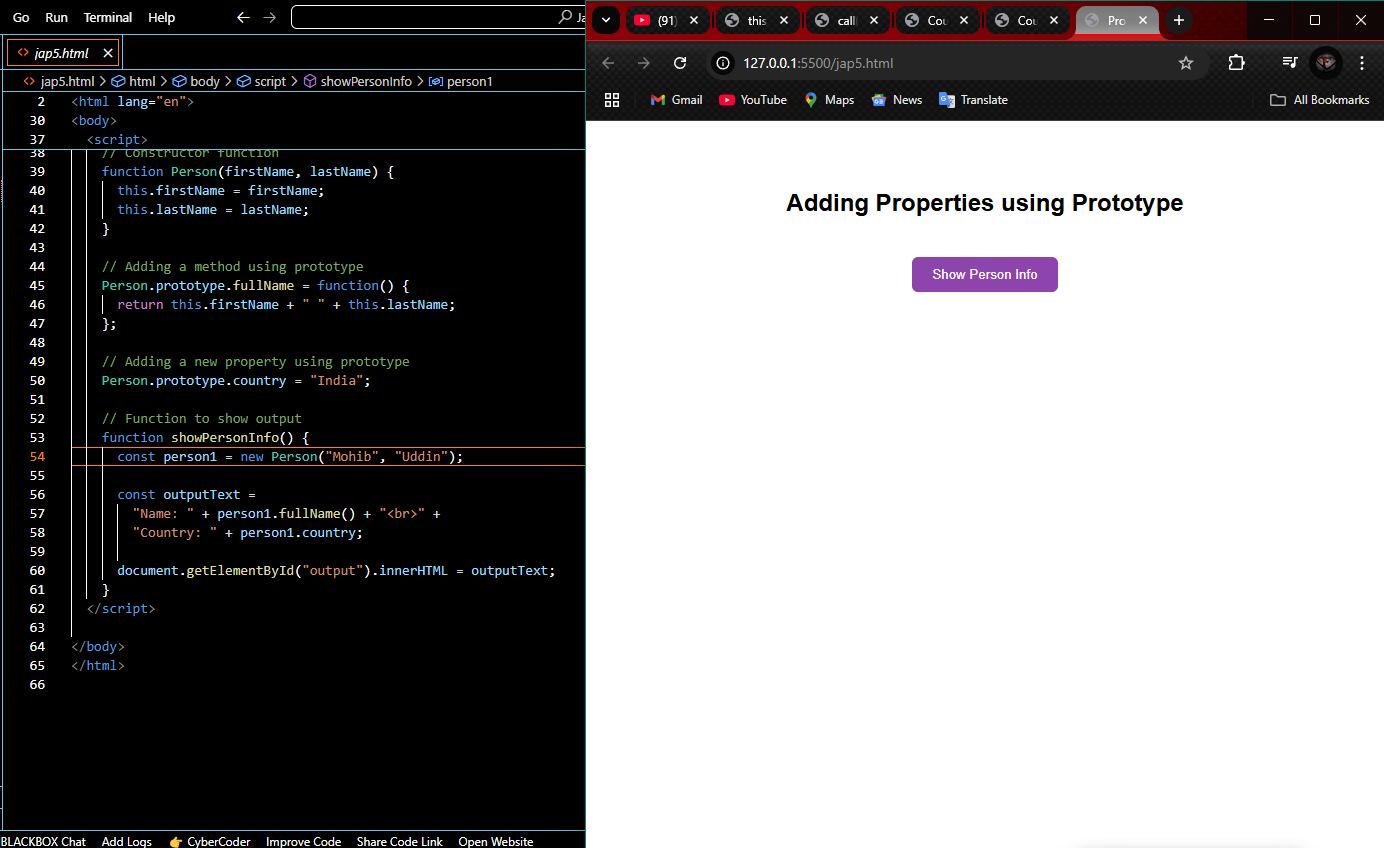 Go Run Terminal Help
jap5.html
jap5.html > html > body > script > showPersonInfo > person1
2 <html lang="en">
30 <body>
37 <script>
38 // Constructor function
39 function Person(firstName, lastName) {
40 this.firstName = firstName;
41 this.lastName = lastName;
42 }
43
44 // Adding a method using prototype
45 Person.prototype.fullName = function() {
46 return this.firstName + " " + this.lastName;
47 };
48
49 // Adding a new property using prototype
50 Person.prototype.country = "India";
51
52 // Function to show output
53 function showPersonInfo() {
54 const person1 = new Person("Mohib", "Uddin");
55
56 const outputText =
57 "Name: " + person1.fullName() + "<br>" +
58 "Country: " + person1.country;
59
60 document.getElementById("output").innerHTML = outputText;
61 }
62 </script>
63
64 </body>
65 </html>
66
BLACKBOX Chat Add Logs 👉 CyberCoder Improve Code Share Code Link Open Website
(91) this call Cou Cou Pro
127.0.0.1:5500/jap5.html
Gmail YouTube Maps News Translate All Bookmarks
Adding Properties using Prototype
Show Person Info